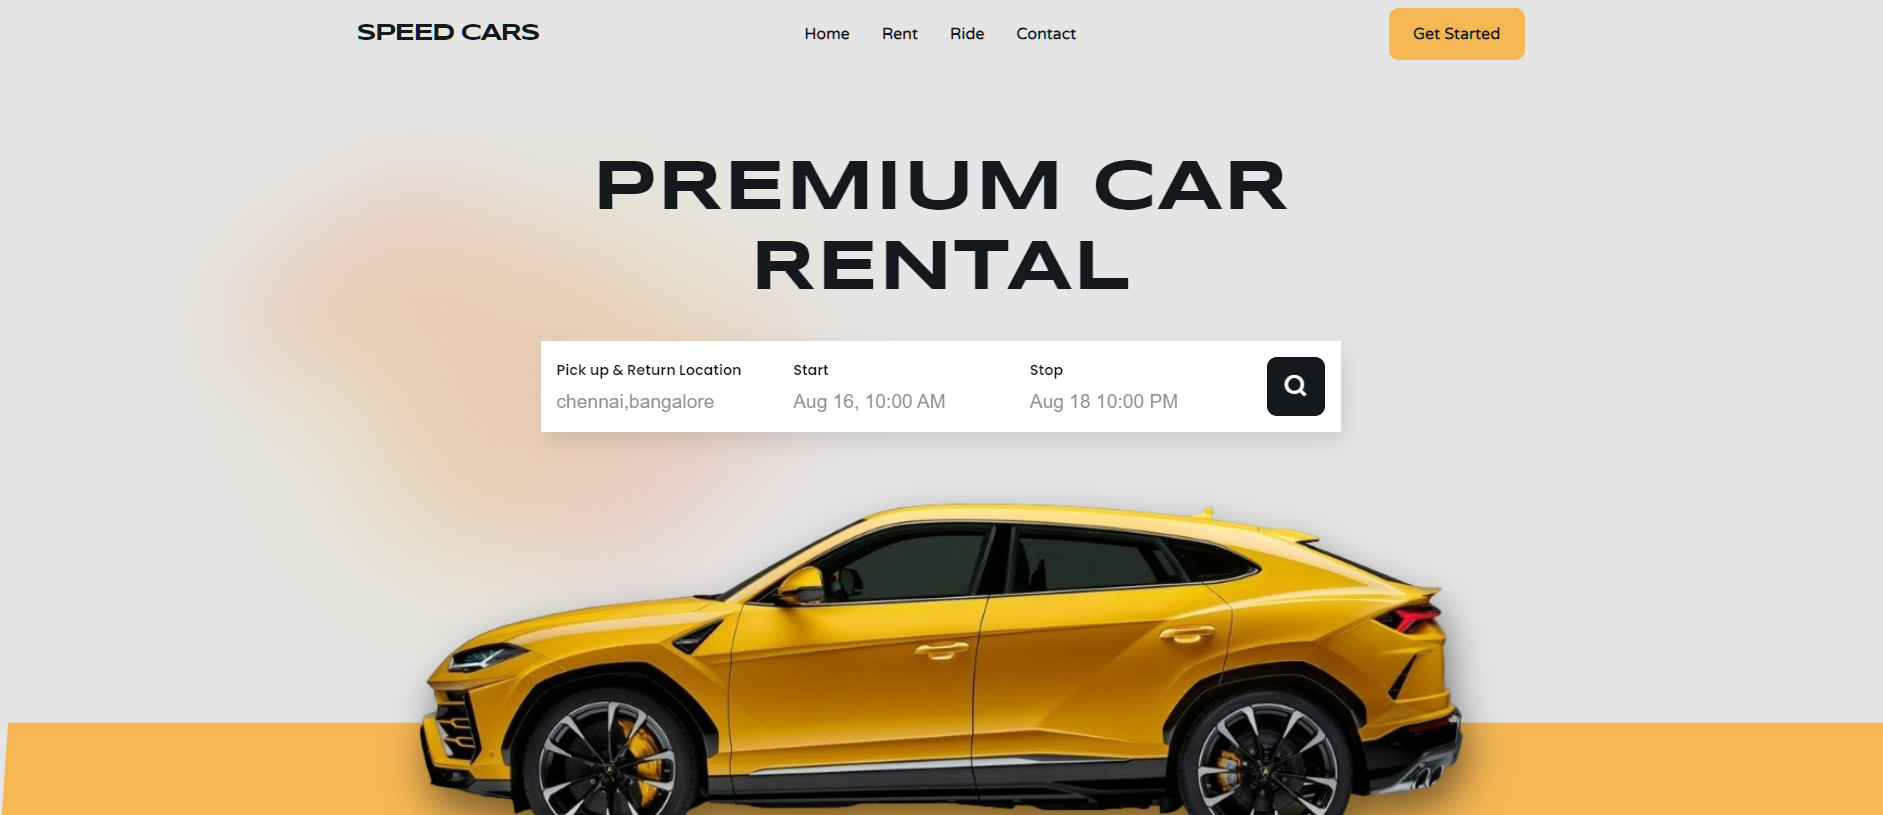 SPEED CARS
Home Rent Ride Contact
Get Started
PREMIUM CAR
RENTAL
Pick up & Return Location
chennai,bangalore
Start
Aug 16, 10:00 AM
Stop
Aug 18 10:00 PM